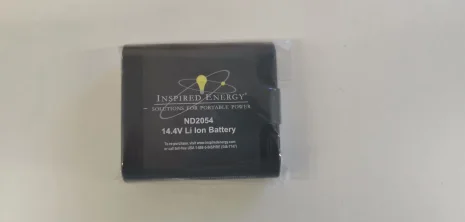 INSPIRED ENERGY
SOLUTIONS FOR PORTABLE POWER
ND2054
14.4V Li Ion Battery